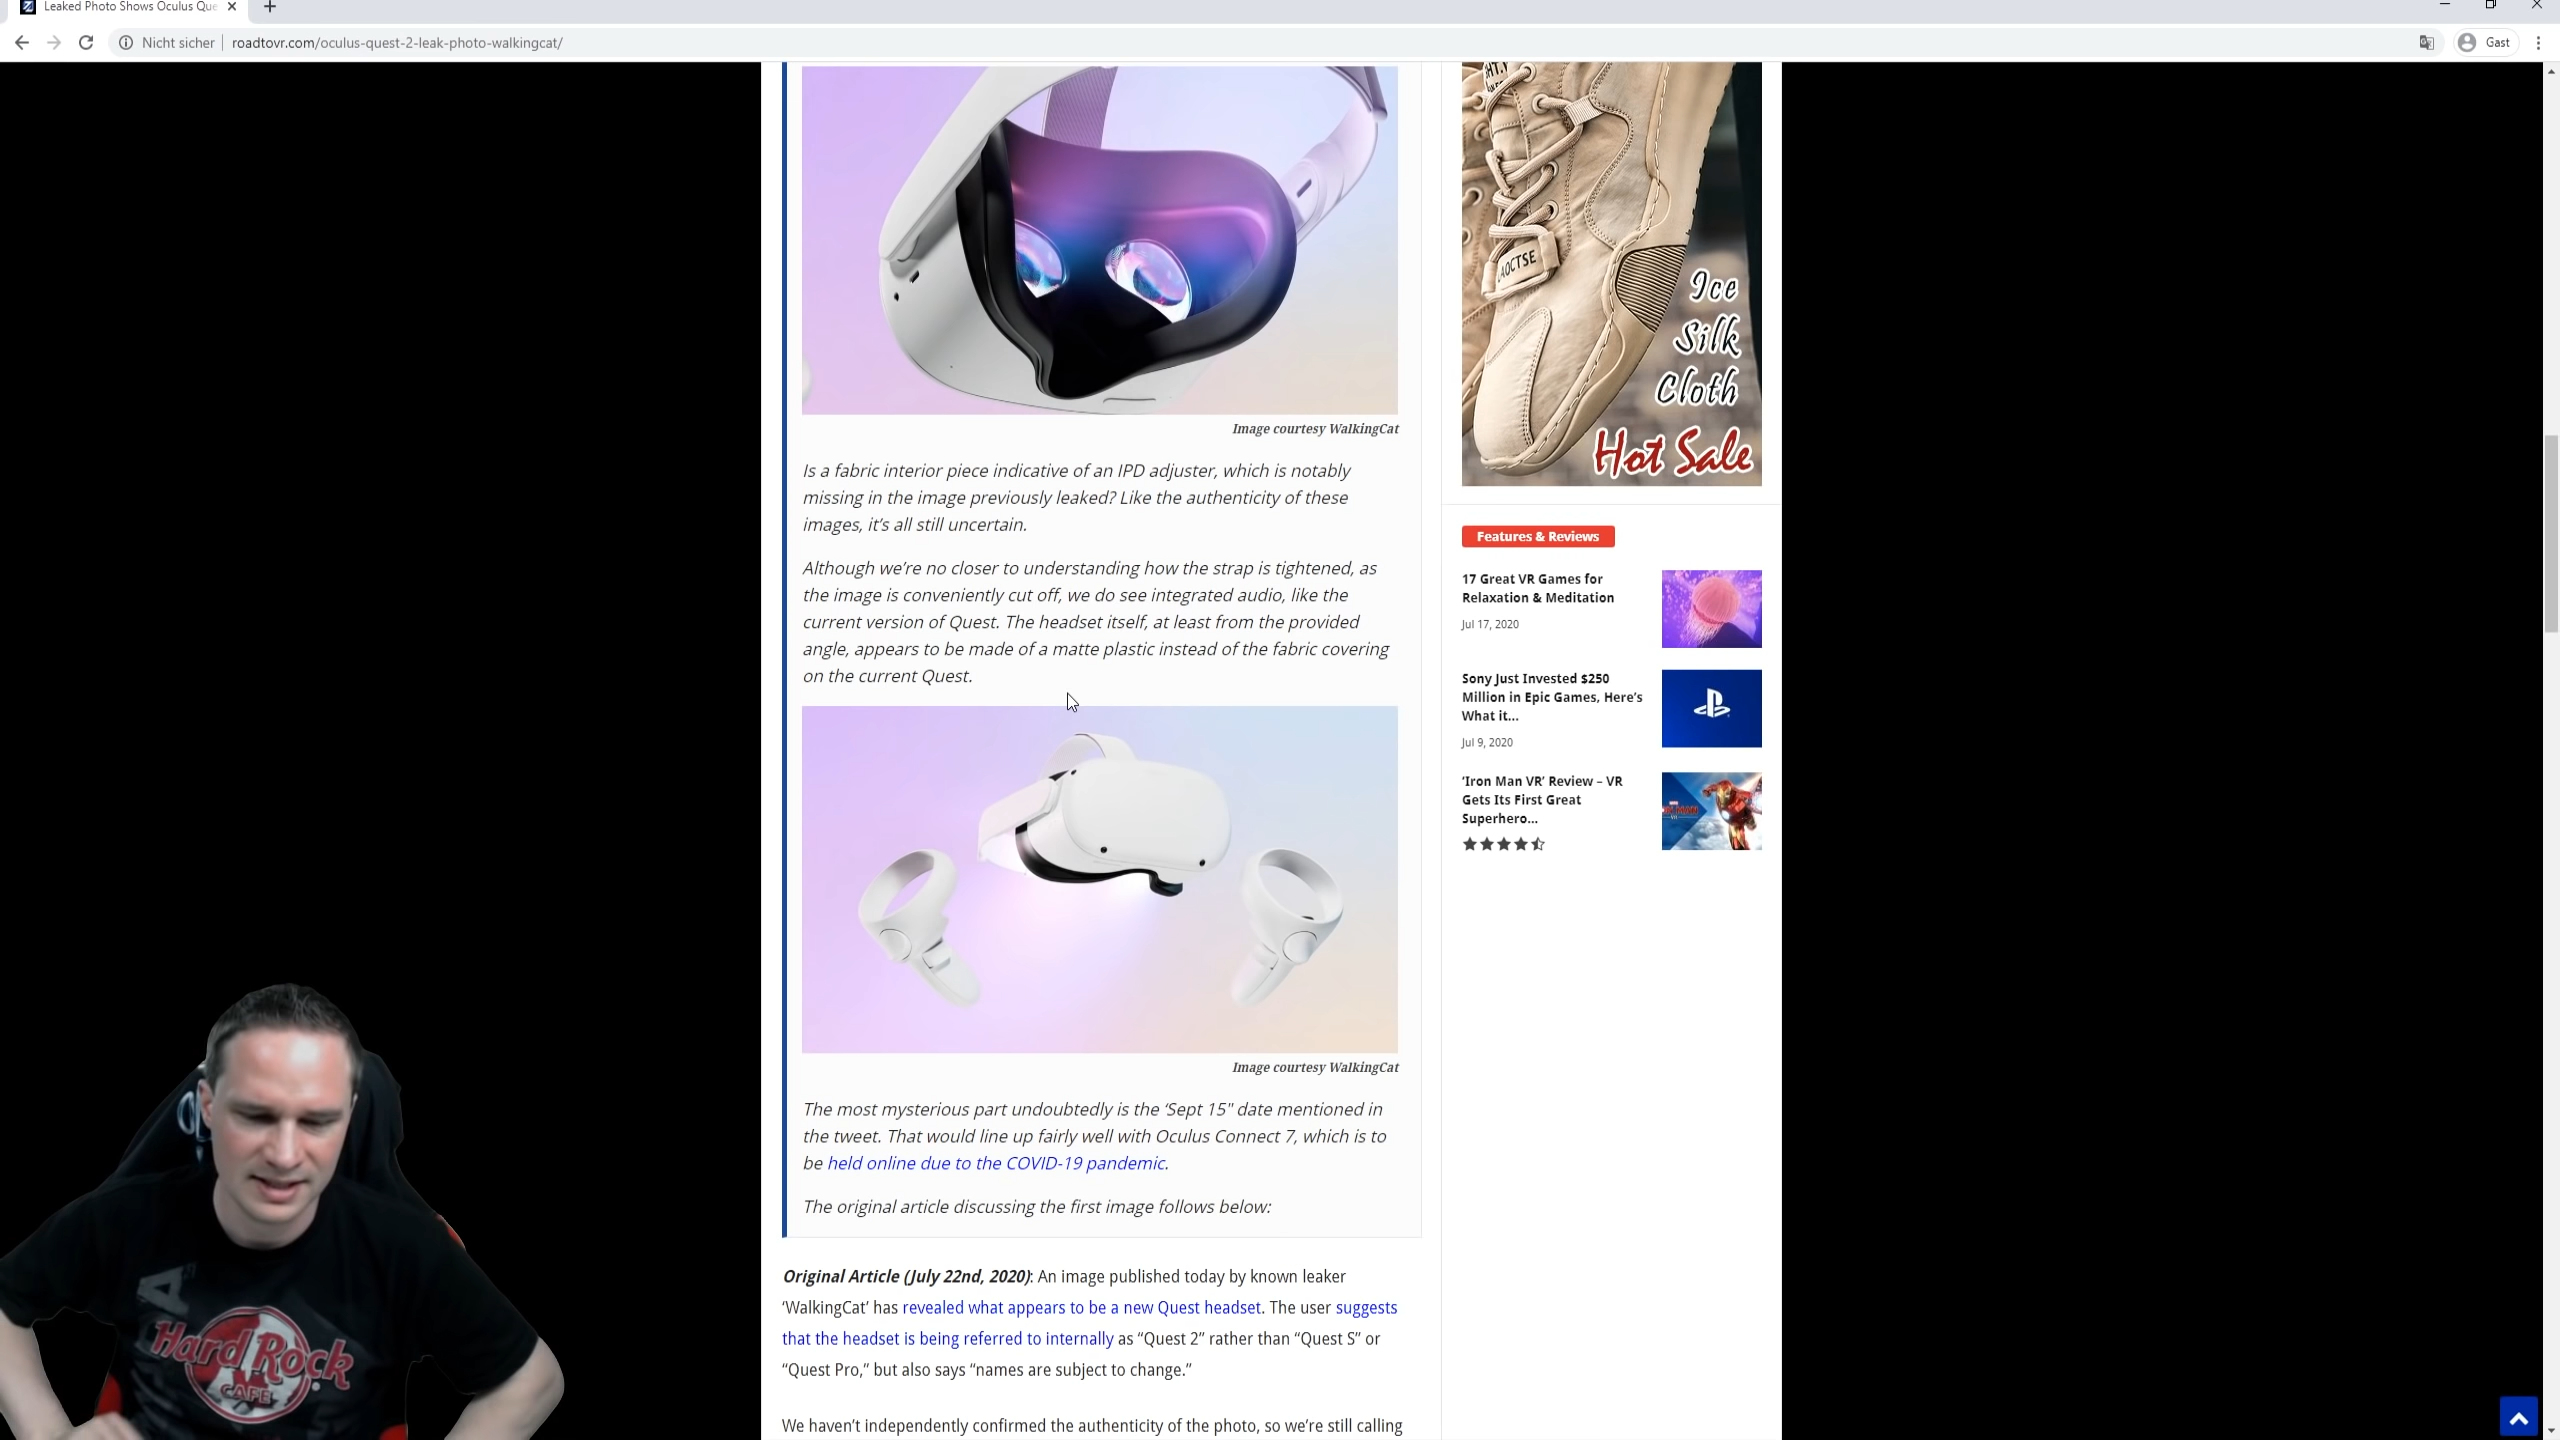 Leaked Photo Shows Oculus Que
Nicht sicher
roadtovr.com/oculus-quest-2-leak-photo-walkingcat/
Gast
Image courtesy WalkingCat
Is a fabric interior piece indicative of an IPD adjuster, which is notably
missing in the image previously leaked? Like the authenticity of these
images, it's all still uncertain.
Although we're no closer to understanding how the strap is tightened, as
the image is conveniently cut off, we do see integrated audio, like the
current version of Quest. The headset itself, at least from the provided
angle, appears to be made of a matte plastic instead of the fabric covering
on the current Quest.
Image courtesy WalkingCat
The most mysterious part undoubtedly is the ‘Sept 15" date mentioned in
the tweet. That would line up fairly well with Oculus Connect 7, which is to
be held online due to the COVID-19 pandemic.
The original article discussing the first image follows below:
Original Article (July 22nd, 2020): An image published today by known leaker
‘WalkingCat’ has revealed what appears to be a new Quest headset. The user suggests
that the headset is being referred to internally as “Quest 2” rather than “Quest S” or
“Quest Pro,” but also says “names are subject to change.”
We haven’t independently confirmed the authenticity of the photo, so we’re still calling
AOCTSE
Ice
Silk
Cloth
Hot Sale
Features & Reviews
17 Great VR Games for
Relaxation & Meditation
Jul 17, 2020
Sony Just Invested $250
Million in Epic Games, Here’s
What it...
Jul 9, 2020
‘Iron Man VR’ Review – VR
Gets Its First Great
Superhero...
Hard Rock
CAFE